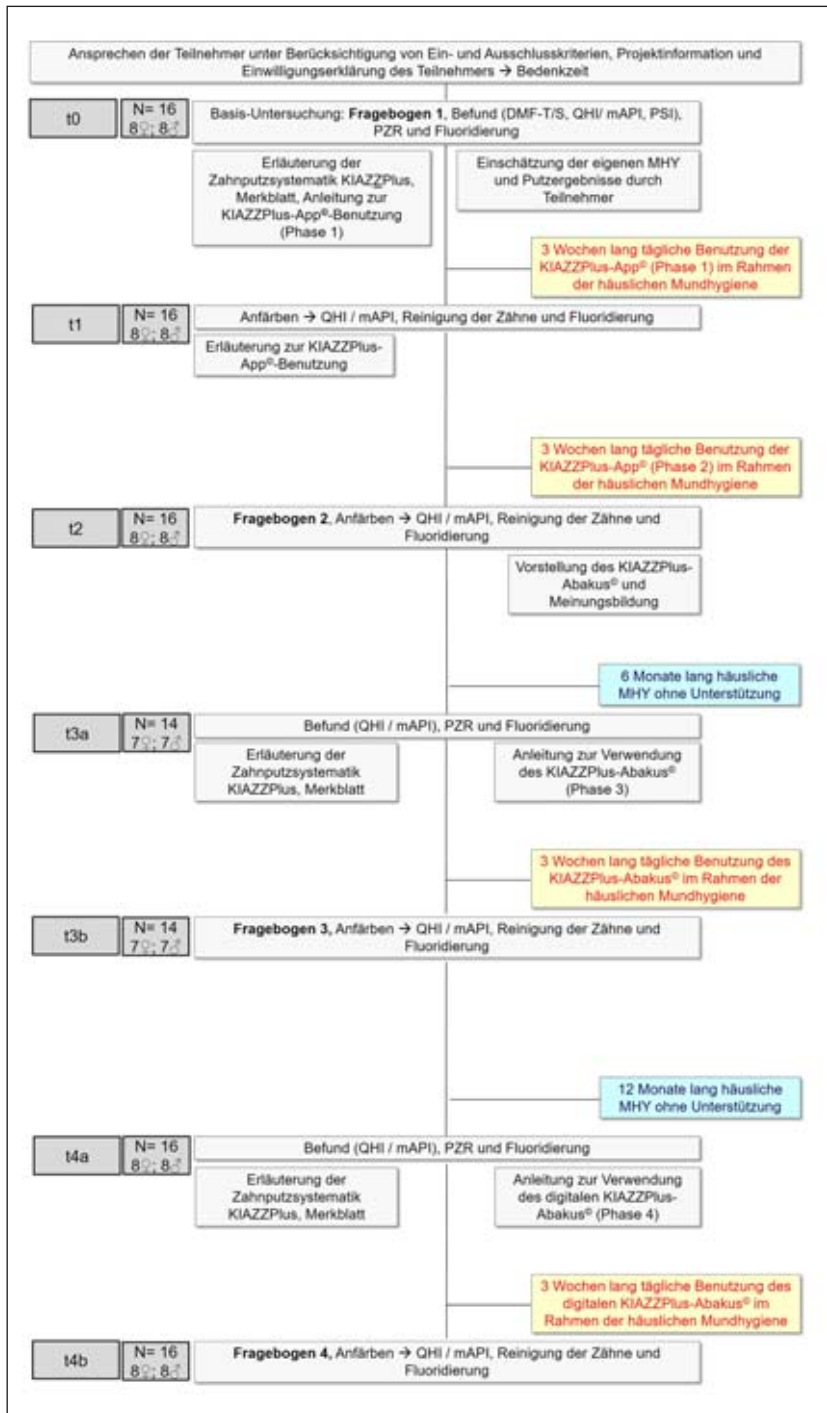 Ansprechen der Teilnehmer unter Berücksichtigung von Ein- und Ausschlusskriterien, Projektinformation und
Einwilligungserklärung des Teilnehmers → Bedenkzeit
t0
N= 16
8♀; 8♂
Basis-Untersuchung: Fragebogen 1, Befund (DMF-T/S, QHI/ mAPI, PSI),
PZR und Fluoridierung
Erläuterung der
Zahnputzsystematik KIAZZPlus,
Merkblatt, Anleitung zur
KIAZZPlus-App©-Benutzung
(Phase 1)
Einschätzung der eigenen MHY
und Putzergebnisse durch
Teilnehmer
3 Wochen lang tägliche Benutzung der
KIAZZPlus-App© (Phase 1) im Rahmen
der häuslichen Mundhygiene
t1
N= 16
8♀; 8♂
Anfärben → QHI / mAPI, Reinigung der Zähne und Fluoridierung
Erläuterung zur KIAZZPlus-
App©-Benutzung
3 Wochen lang tägliche Benutzung der
KIAZZPlus-App© (Phase 2) im Rahmen
der häuslichen Mundhygiene
t2
N= 16
8♀; 8♂
Fragebogen 2, Anfärben → QHI / mAPI, Reinigung der Zähne und
Fluoridierung
Vorstellung des KIAZZPlus-
Abakus© und
Meinungsbildung
6 Monate lang häusliche
MHY ohne Unterstützung
t3a
N= 14
7♀; 7♂
Befund (QHI / mAPI), PZR und Fluoridierung
Erläuterung der
Zahnputzsystematik
KIAZZPlus, Merkblatt
Anleitung zur Verwendung
des KIAZZPlus-Abakus©
(Phase 3)
3 Wochen lang tägliche Benutzung des
KIAZZPlus-Abakus© im Rahmen der
häuslichen Mundhygiene
t3b
N= 14
7♀; 7♂
Fragebogen 3, Anfärben → QHI / mAPI, Reinigung der Zähne und
Fluoridierung
12 Monate lang häusliche
MHY ohne Unterstützung
t4a
N= 16
8♀; 8♂
Befund (QHI / mAPI), PZR und Fluoridierung
Erläuterung der
Zahnputzsystematik
KIAZZPlus, Merkblatt
Anleitung zur Verwendung
des digitalen KIAZZPlus-
Abakus© (Phase 4)
3 Wochen lang tägliche Benutzung des
digitalen KIAZZPlus-Abakus© im
Rahmen der häuslichen Mundhygiene
t4b
N= 16
8♀; 8♂
Fragebogen 4, Anfärben → QHI / mAPI, Reinigung der Zähne und
Fluoridierung